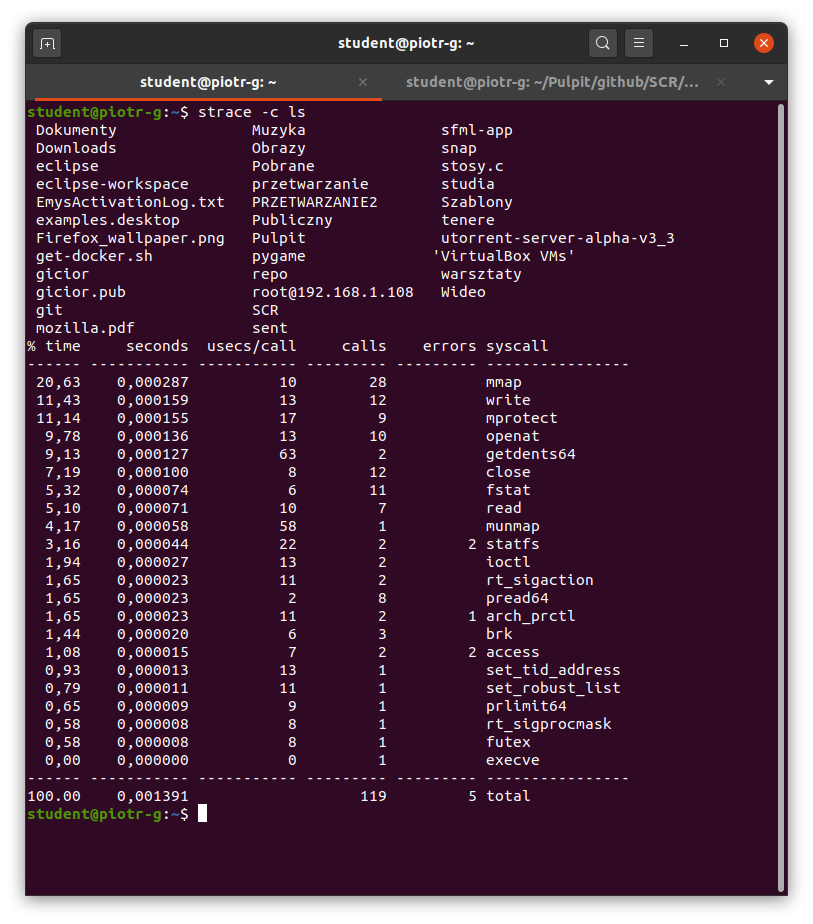 student@piotr-g: ~
student@piotr-g: ~ × student@piotr-g: ~/Pulpit/github/SCR/... ×
student@piotr-g:~$ strace -c ls
Dokumenty Muzyka sfml-app
Downloads Obrazy snap
eclipse Pobrane stosy.c
eclipse-workspace przetwarzanie studia
EmysActivationLog.txt PRZETWARZANIE2 Szablony
examples.desktop Publiczny tenere
Firefox_wallpaper.png Pulpit utorrent-server-alpha-v3_3
get-docker.sh pygame 'VirtualBox VMs'
gicior repo warsztaty
gicior.pub root@192.168.1.108 Wideo
git SCR
mozilla.pdf sent
% time seconds usecs/call calls errors syscall
------ ----------- ----------- --------- --------- ----------------
20,63 0,000287 10 28 mmap
11,43 0,000159 13 12 write
11,14 0,000155 17 9 mprotect
9,78 0,000136 13 10 openat
9,13 0,000127 63 2 getdents64
7,19 0,000100 8 12 close
5,32 0,000074 6 11 fstat
5,10 0,000071 10 7 read
4,17 0,000058 58 1 munmap
3,16 0,000044 22 2 2 statfs
1,94 0,000027 13 2 ioctl
1,65 0,000023 11 2 rt_sigaction
1,65 0,000023 2 8 pread64
1,65 0,000023 11 2 1 arch_prctl
1,44 0,000020 6 3 brk
1,08 0,000015 7 2 2 access
0,93 0,000013 13 1 set_tid_address
0,79 0,000011 11 1 set_robust_list
0,65 0,000009 9 1 prlimit64
0,58 0,000008 8 1 rt_sigprocmask
0,58 0,000008 8 1 futex
0,00 0,000000 0 1 execve
------ ----------- ----------- --------- --------- ----------------
100.00 0,001391 119 5 total
student@piotr-g:~$